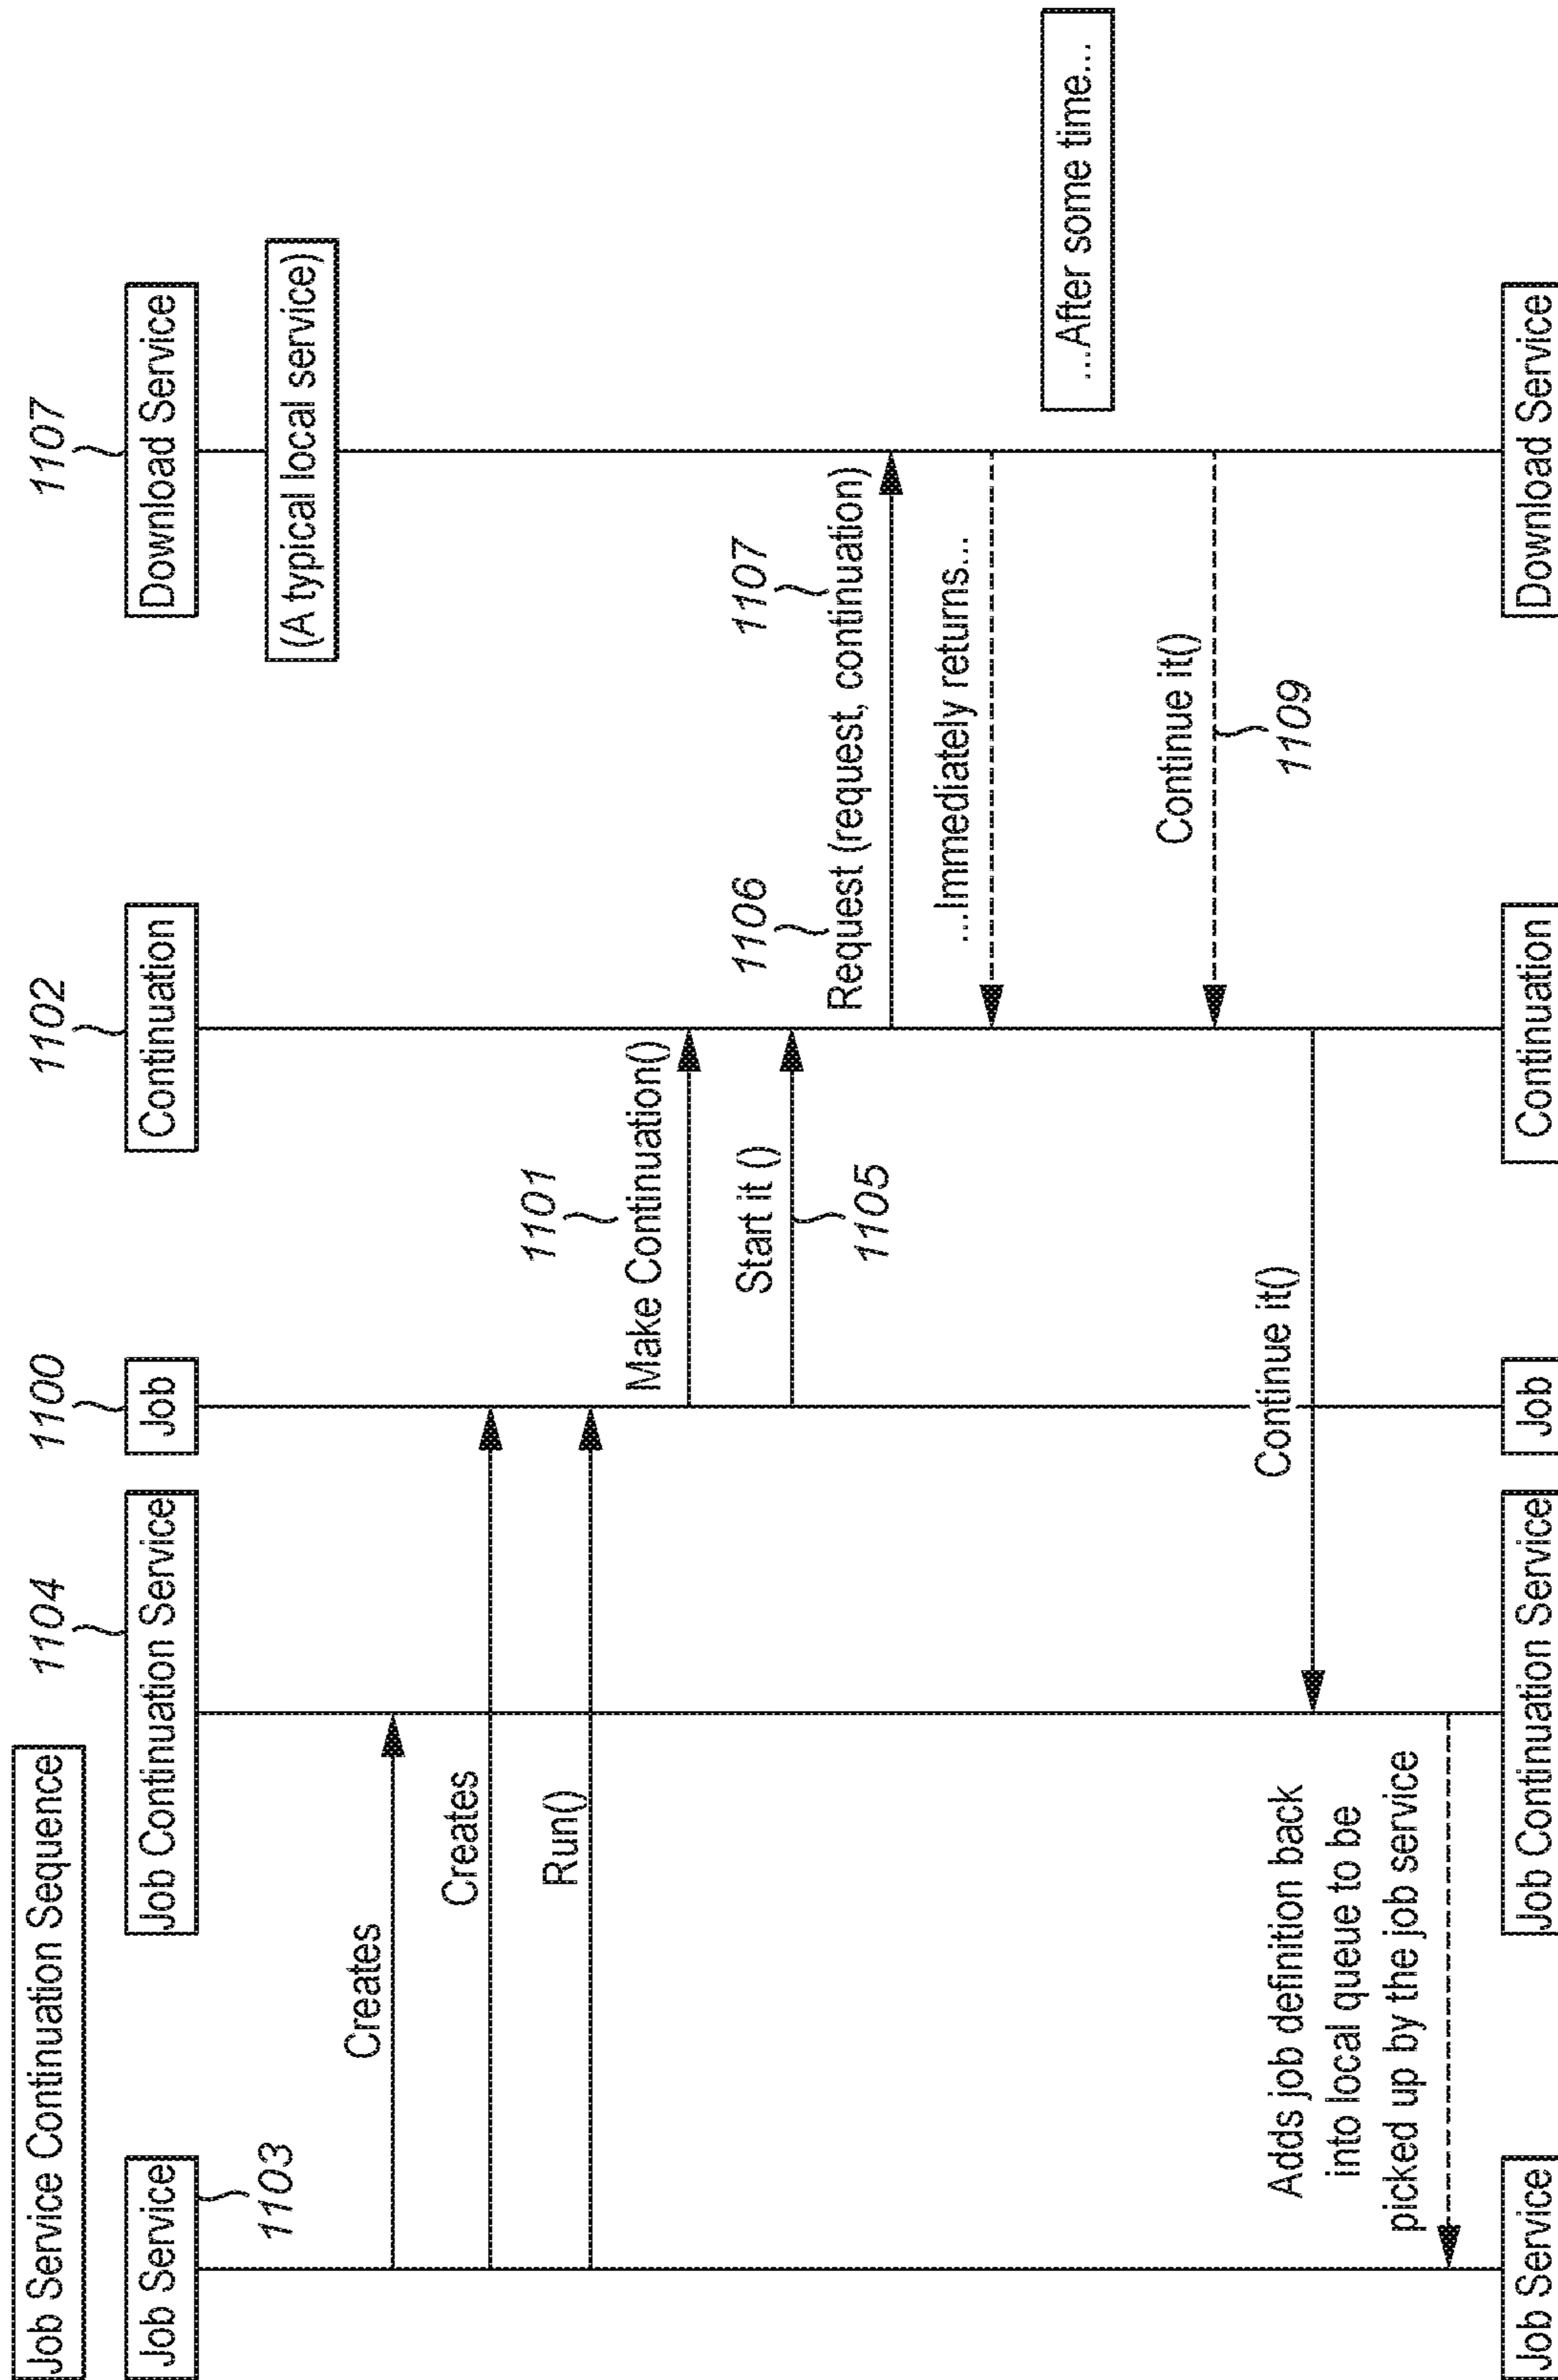 Job Service Continuation Sequence
1104
1100
1102
1107
Job Service
Job Continuation Service
Job
Continuation
Download Service
1103
(A typical local service)
Creates
Creates
Run()
1101
Make Continuation()
Start it ()
1105
1106
1107
Request (request, continuation)
...Immediately returns...
...After some time...
Continue it()
1109
Continue it()
Adds job definition back
into local queue to be
picked up by the job service
Job Service
Job Continuation Service
Job
Continuation
Download Service